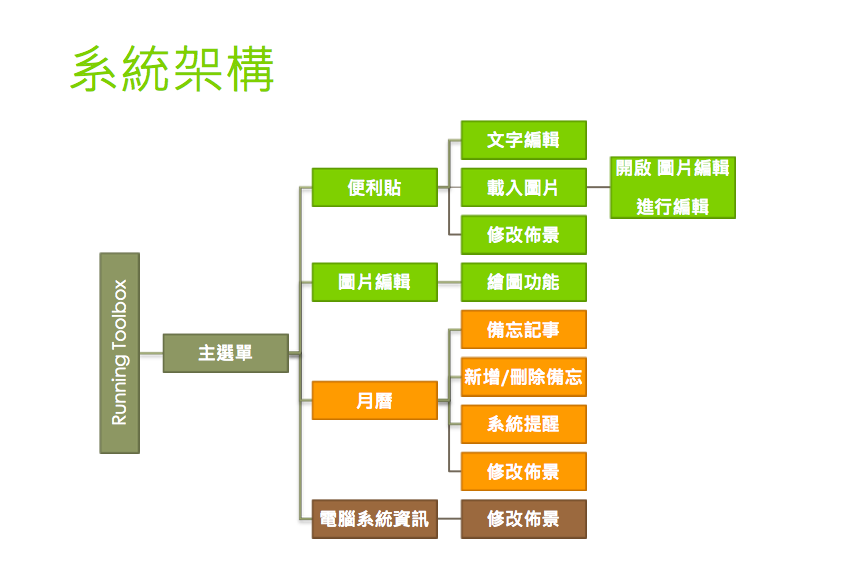 系統架構
Running Toolbox
主選單
便利貼
文字編輯
載入圖片
開啟 圖片編輯
進行編輯
修改佈景
圖片編輯
繪圖功能
月曆
備忘記事
新增/刪除備忘
系統提醒
修改佈景
電腦系統資訊
修改佈景